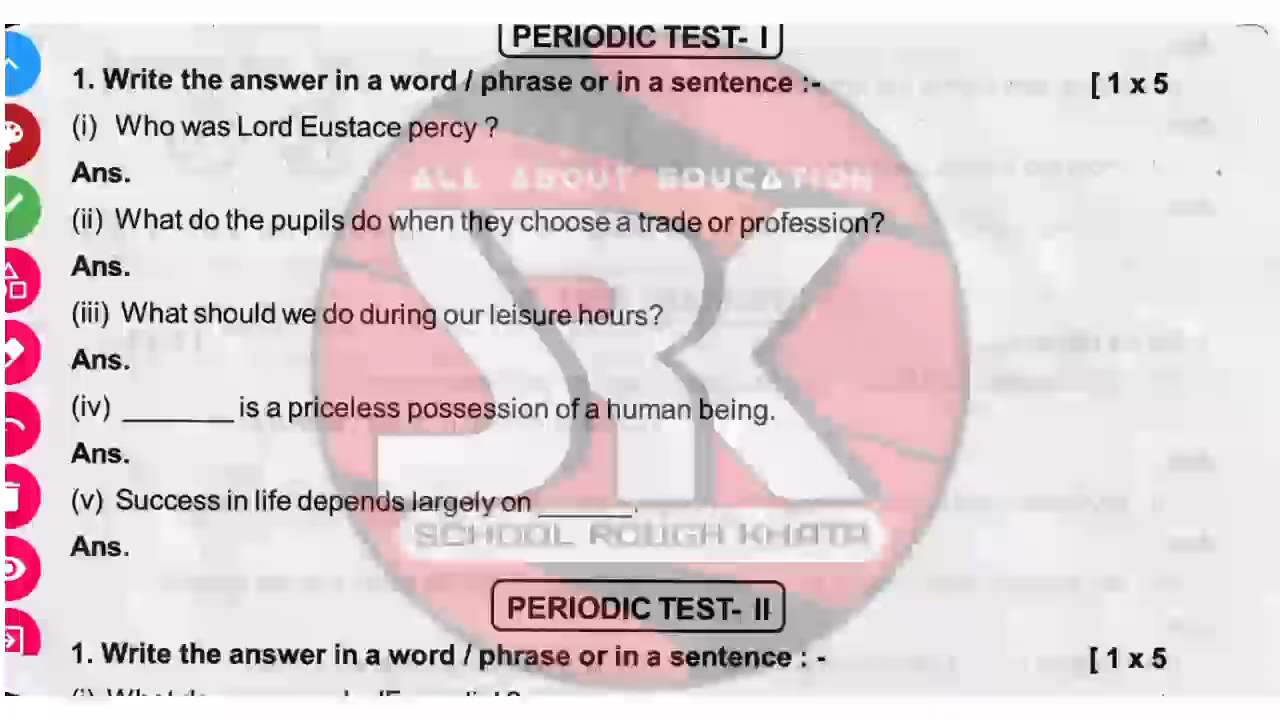 PERIODIC TEST- I
1. Write the answer in a word / phrase or in a sentence :- [ 1 x 5
(i) Who was Lord Eustace percy ?
Ans.
ALL ABOUT EDUCATION
(ii) What do the pupils do when they choose a trade or profession?
Ans.
(iii) What should we do during our leisure hours?
Ans.
SRK
(iv) ________ is a priceless possession of a human being.
Ans.
(v) Success in life depends largely on ______.
SCHOOL ROUGH KHATA
Ans.
PERIODIC TEST- II
1. Write the answer in a word / phrase or in a sentence : - [ 1 x 5